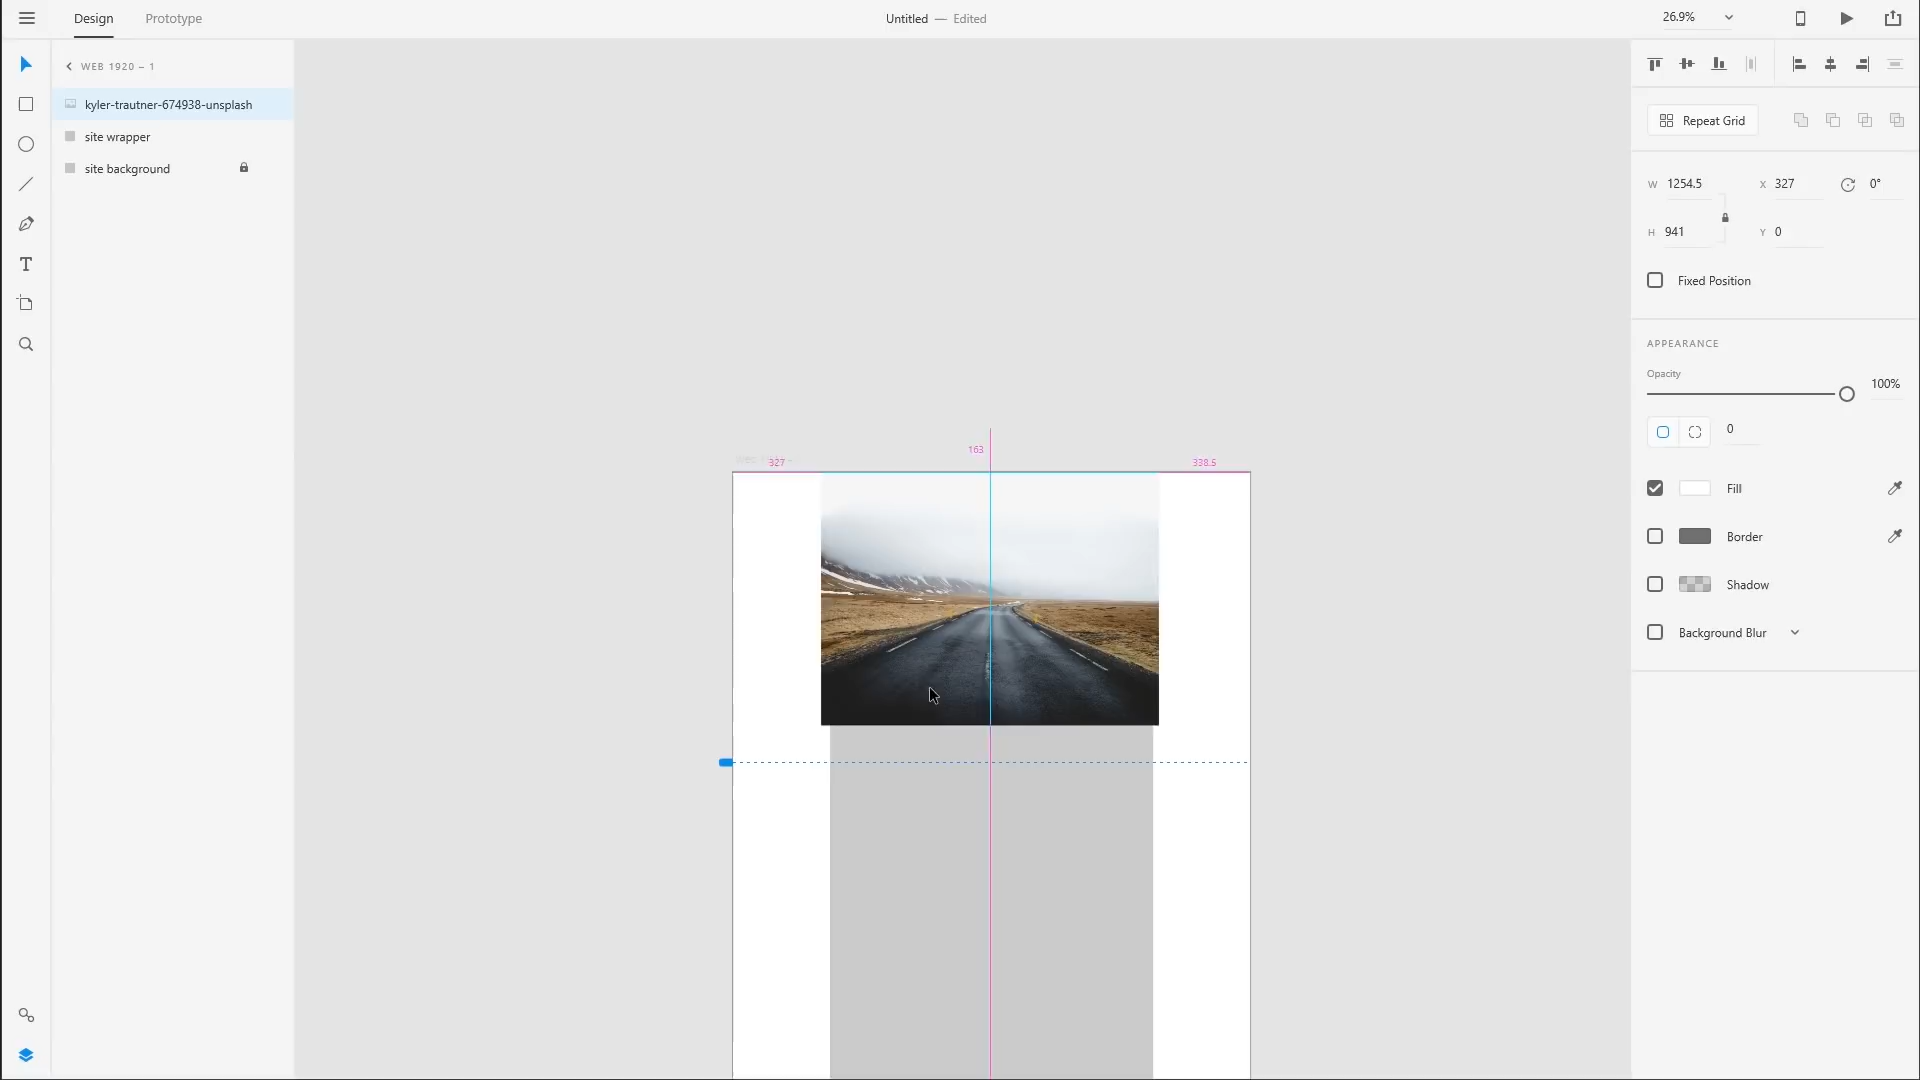 Design
Prototype
Untitled — Edited
26.9%
WEB 1920 – 1
kyler-trautner-674938-unsplash
site wrapper
site background
Repeat Grid
W 1254.5
X 327
0°
H 941
Y 0
Fixed Position
APPEARANCE
Opacity
100%
0
Fill
Border
Shadow
Background Blur
163
327
338.5